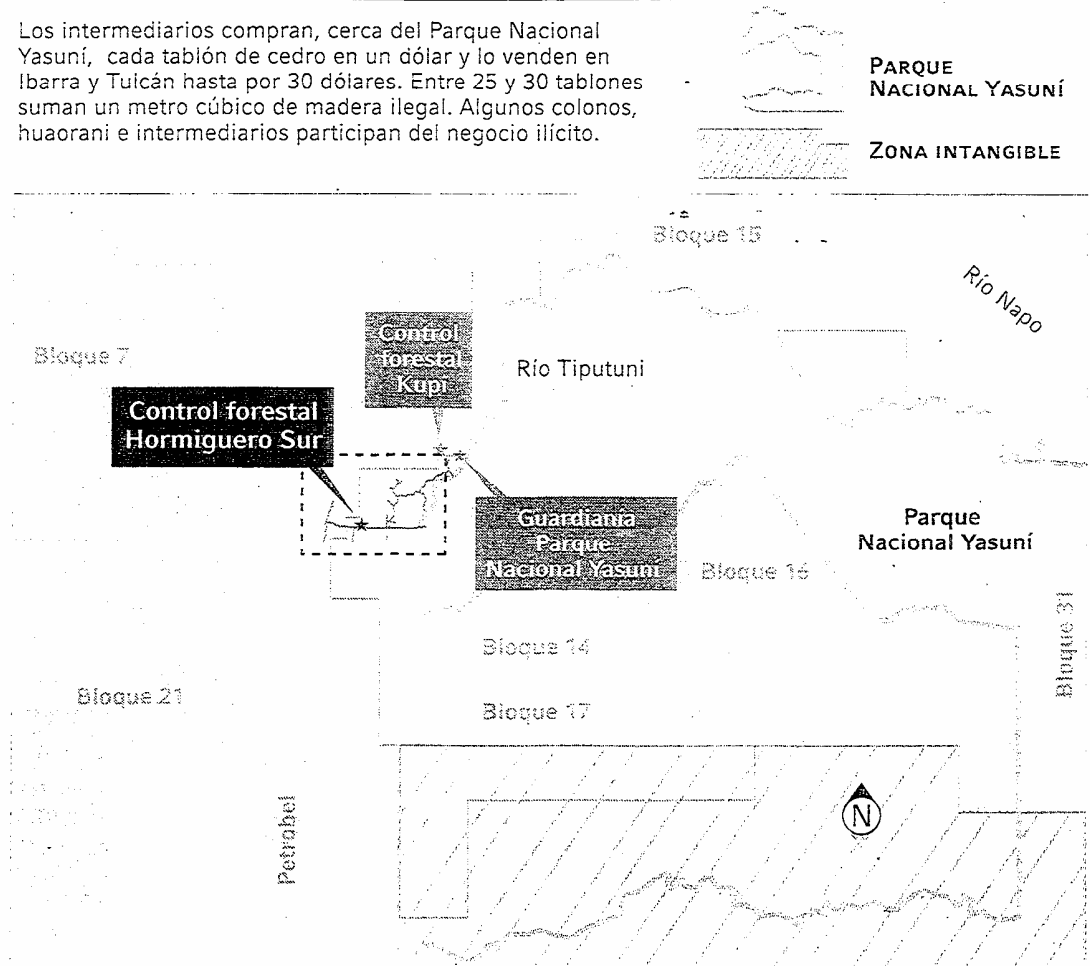 Los intermediarios compran, cerca del Parque Nacional
Yasuní, cada tablón de cedro en un dólar y lo venden en
Ibarra y Tulcán hasta por 30 dólares. Entre 25 y 30 tablones
suman un metro cúbico de madera ilegal. Algunos colonos,
huaorani e intermediarios participan del negocio ilícito.
PARQUE
NACIONAL YASUNÍ
ZONA INTANGIBLE
Bloque 15
Río Napo
Control
forestal
Kupi
Bloque 7
Río Tiputuni
Control forestal
Hormiguero Sur
Guardianía
Parque
Nacional Yasuní
Parque
Nacional Yasuní
Bloque 16
Bloque 31
Bloque 14
Bloque 21
Bloque 17
Petrobel
N